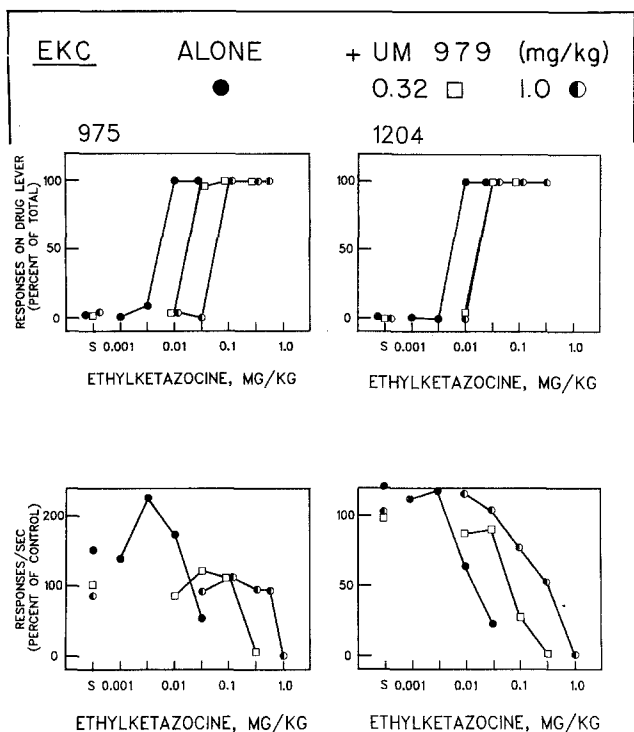 EKC ALONE + UM 979 (mg/kg)
● 0.32 □ 1.0 ◐
975 1204
RESPONSES ON DRUG LEVER
(PERCENT OF TOTAL)
100
50
0
S 0.001 0.01 0.1 1.0
ETHYLKETAZOCINE, MG/KG
100
50
0
S 0.001 0.01 0.1 1.0
ETHYLKETAZOCINE, MG/KG
RESPONSES/SEC
(PERCENT OF CONTROL)
200
100
0
S 0.001 0.01 0.1 1.0
ETHYLKETAZOCINE, MG/KG
100
50
0
S 0.001 0.01 0.1 1.0
ETHYLKETAZOCINE, MG/KG